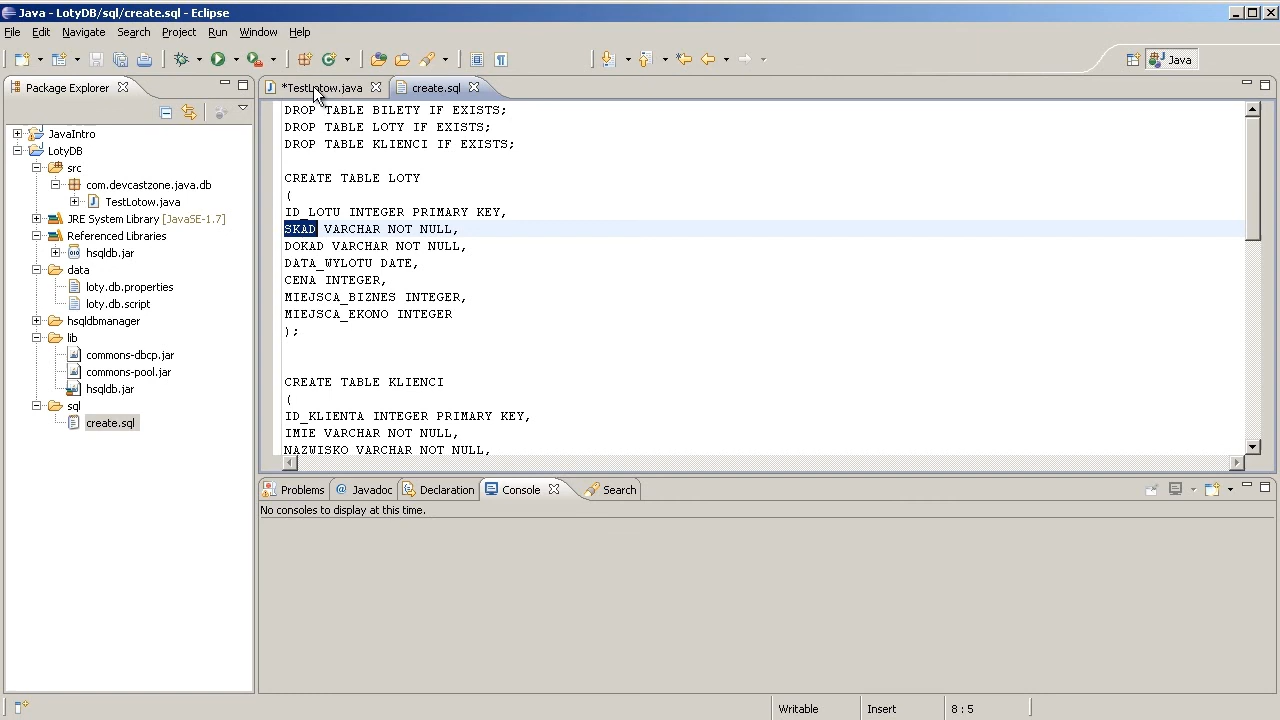 Java - LotyDB/sql/create.sql - Eclipse
File Edit Navigate Search Project Run Window Help
Java
Package Explorer
*TestLotow.java
create.sql
JavaIntro
LotyDB
src
com.devcastzone.java.db
TestLotow.java
JRE System Library [JavaSE-1.7]
Referenced Libraries
hsqldb.jar
data
loty.db.properties
loty.db.script
hsqldbmanager
lib
commons-dbcp.jar
commons-pool.jar
hsqldb.jar
sql
create.sql
DROP TABLE BILETY IF EXISTS;
DROP TABLE LOTY IF EXISTS;
DROP TABLE KLIENCI IF EXISTS;
CREATE TABLE LOTY
(
ID_LOTU INTEGER PRIMARY KEY,
SKAD VARCHAR NOT NULL,
DOKAD VARCHAR NOT NULL,
DATA_WYLOTU DATE,
CENA INTEGER,
MIEJSCA_BIZNES INTEGER,
MIEJSCA_EKONO INTEGER
);
CREATE TABLE KLIENCI
(
ID_KLIENTA INTEGER PRIMARY KEY,
IMIE VARCHAR NOT NULL,
NAZWISKO VARCHAR NOT NULL,
Problems Javadoc Declaration Console Search
No consoles to display at this time.
Writable Insert 8 : 5